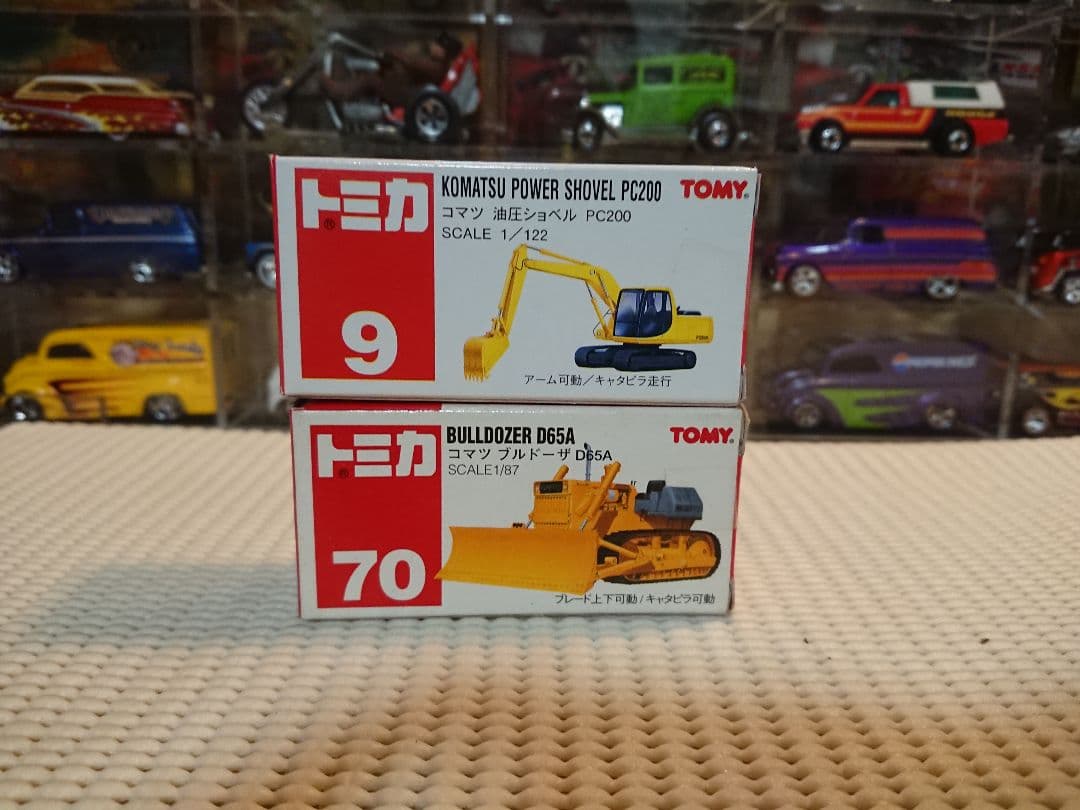 トミカ®
KOMATSU POWER SHOVEL PC200
TOMY®
コマツ 油圧ショベル PC200
SCALE 1/122
9
アーム可動/キャタピラ走行
トミカ®
BULLDOZER D65A
TOMY®
コマツ ブルドーザ D65A
SCALE1/87
70
ブレード上下可動/キャタピラ可動